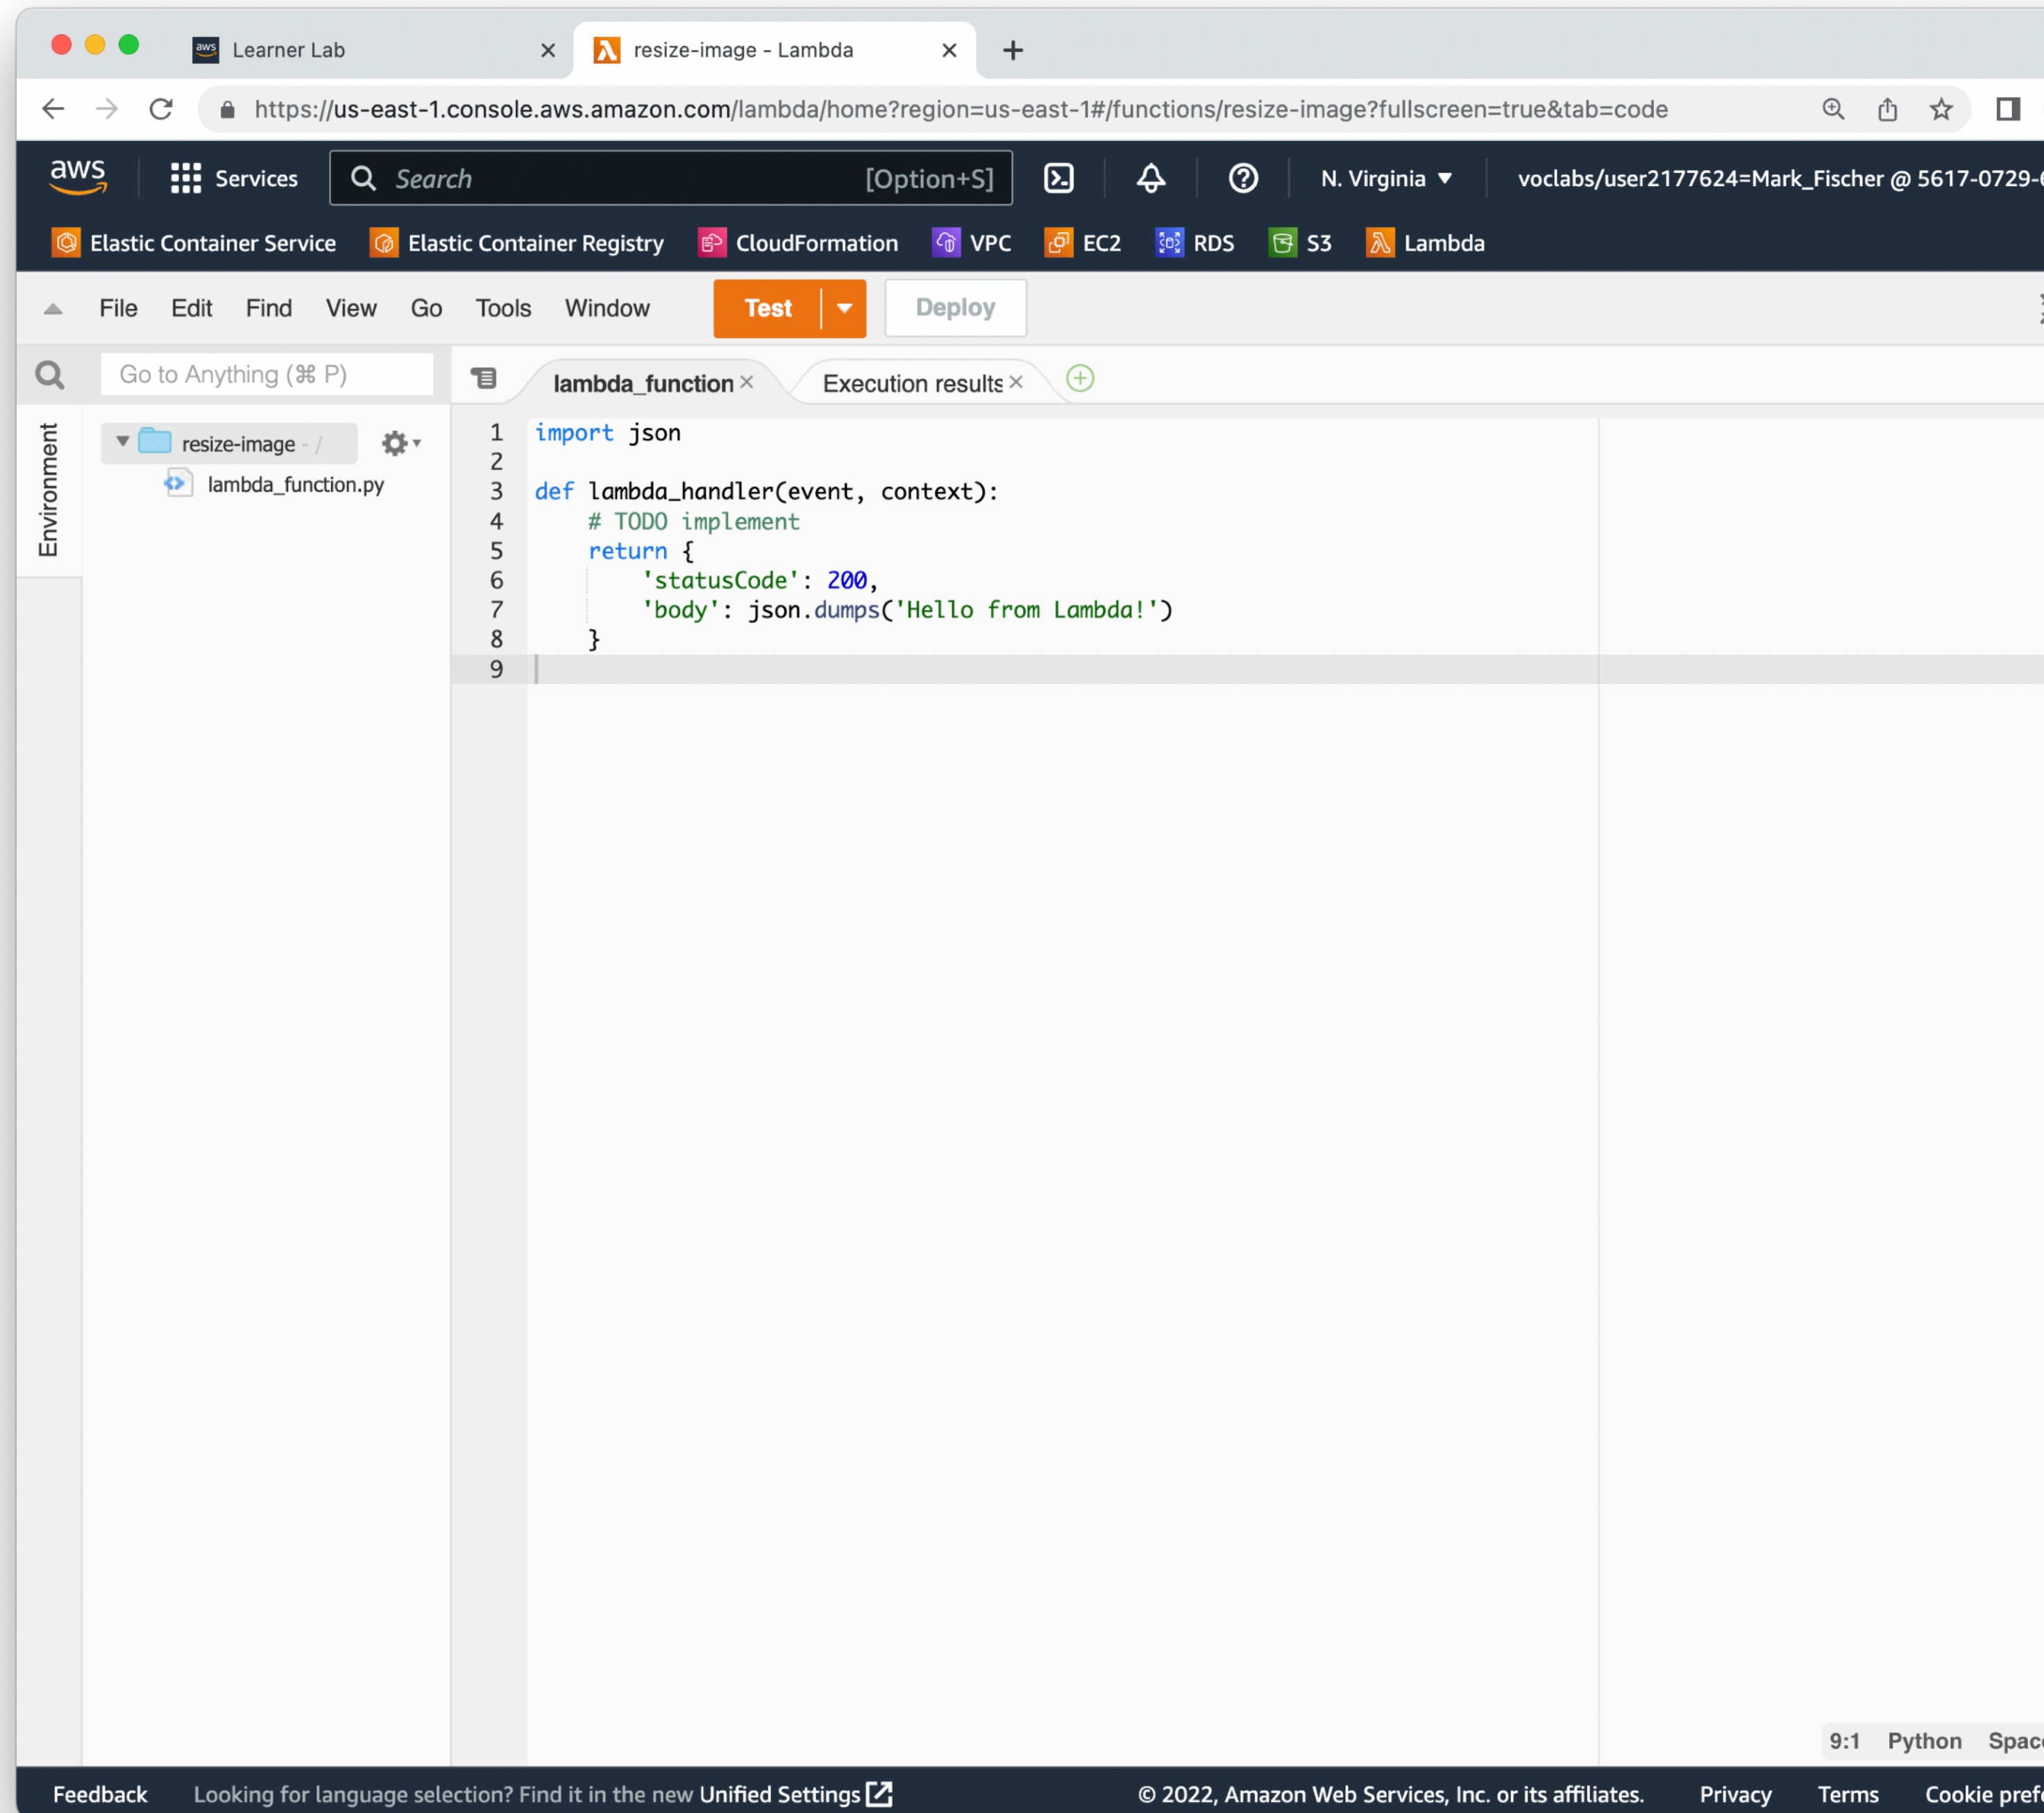 aws Learner Lab
resize-image - Lambda
https://us-east-1.console.aws.amazon.com/lambda/home?region=us-east-1#/functions/resize-image?fullscreen=true&tab=code
aws Services Search [Option+S] N. Virginia voclabs/user2177624=Mark_Fischer @ 5617-0729-
Elastic Container Service Elastic Container Registry CloudFormation VPC EC2 RDS S3 Lambda
File Edit Find View Go Tools Window Test Deploy
Go to Anything (⌘ P) lambda_function Execution results
Environment
resize-image - /
lambda_function.py
1 import json
2
3 def lambda_handler(event, context):
4     # TODO implement
5     return {
6         'statusCode': 200,
7         'body': json.dumps('Hello from Lambda!')
8     }
9
9:1 Python
Feedback Looking for language selection? Find it in the new Unified Settings © 2022, Amazon Web Services, Inc. or its affiliates. Privacy Terms Cookie